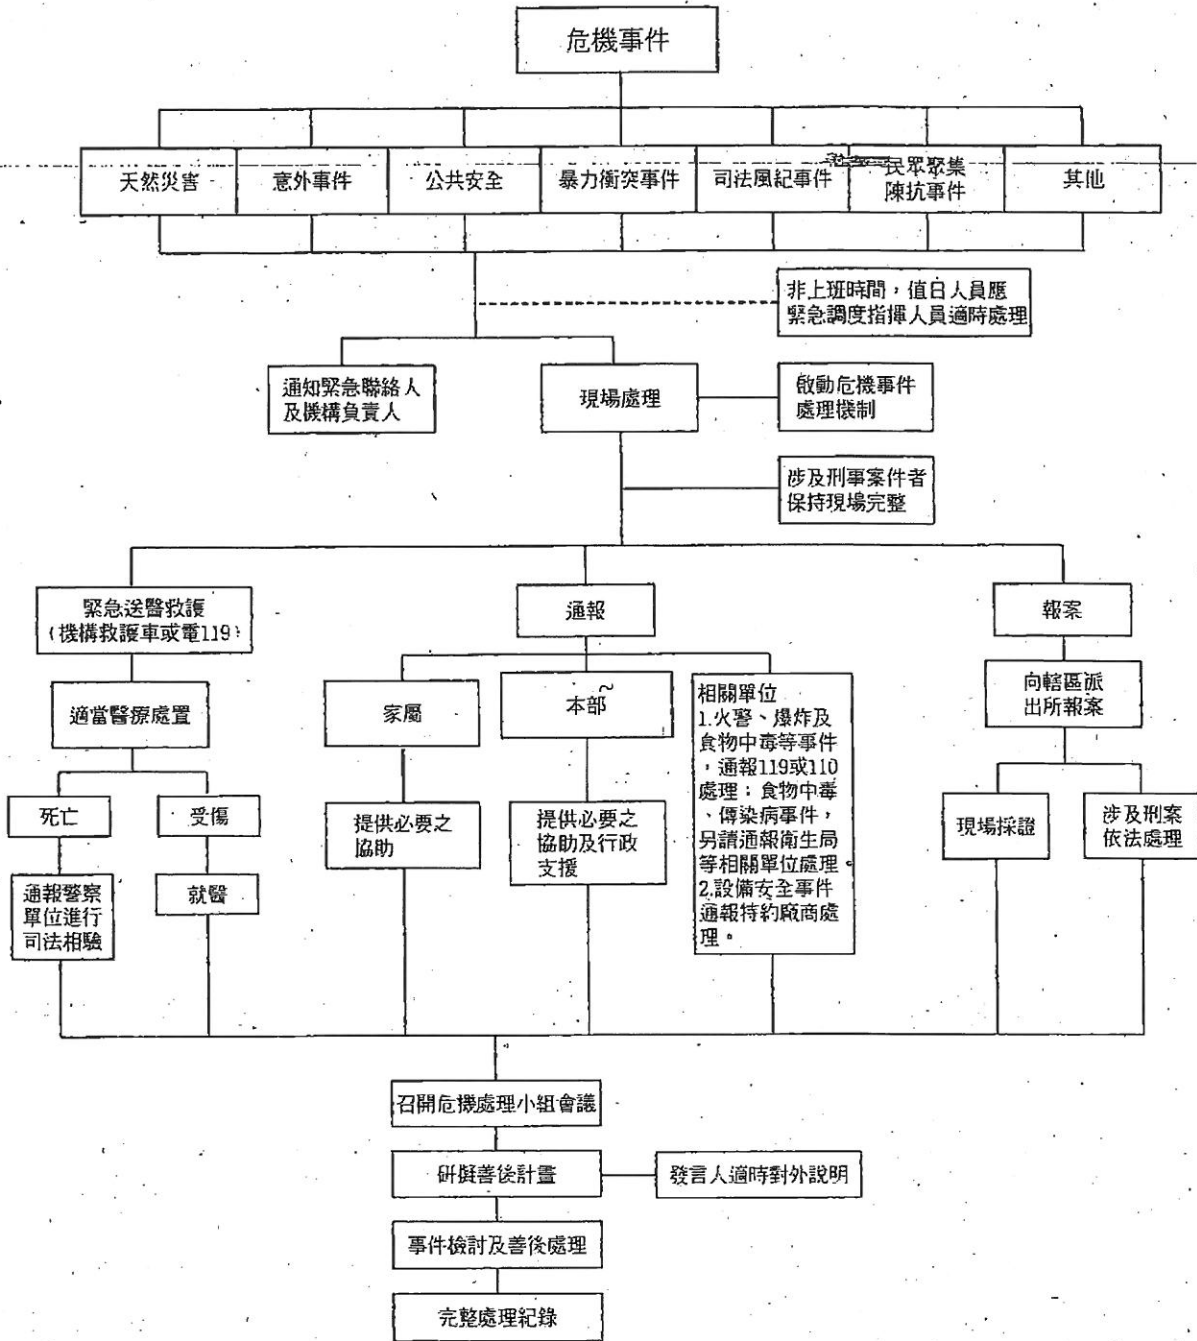 危機事件
天然災害
意外事件
公共安全
暴力衝突事件
司法風紀事件
民眾聚集
陳抗事件
其他
非上班時間，值日人員應
緊急調度指揮人員適時處理
通知緊急聯絡人
及機構負責人
現場處理
啟動危機事件
處理機制
涉及刑事案件者
保持現場完整
緊急送醫救護
(機構救護車或電119)
通報
報案
適當醫療處置
家屬
本部
相關單位
1.火警、爆炸及
食物中毒等事件
，通報119或110
處理；食物中毒
、傳染病事件，
另請通報衛生局
等相關單位處理
2.設備安全事件
通報特約廠商處
理。
向轄區派
出所報案
死亡
受傷
提供必要之
協助
提供必要之
協助及行政
支援
現場採證
涉及刑案
依法處理
通報警察
單位進行
司法相驗
就醫
召開危機處理小組會議
研擬善後計畫
發言人適時對外說明
事件檢討及善後處理
完整處理紀錄